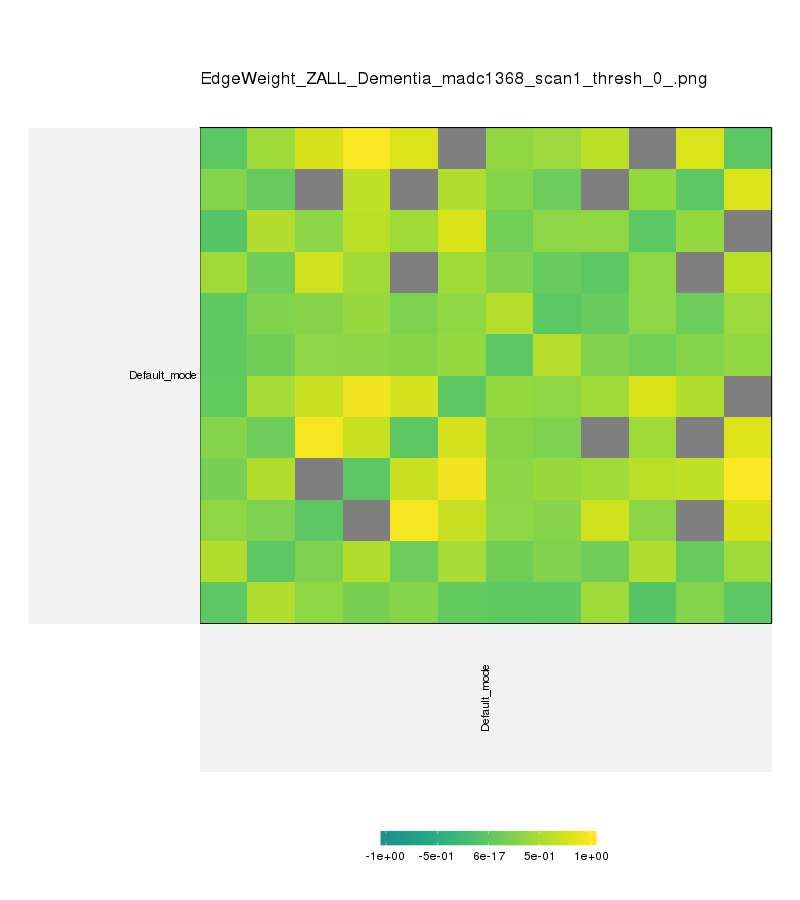 EdgeWeight_ZALL_Dementia_madc1368_scan1_thresh_0_.png
Default_mode
Default_mode
-1e+00 -5e-01 6e-17 5e-01 1e+00